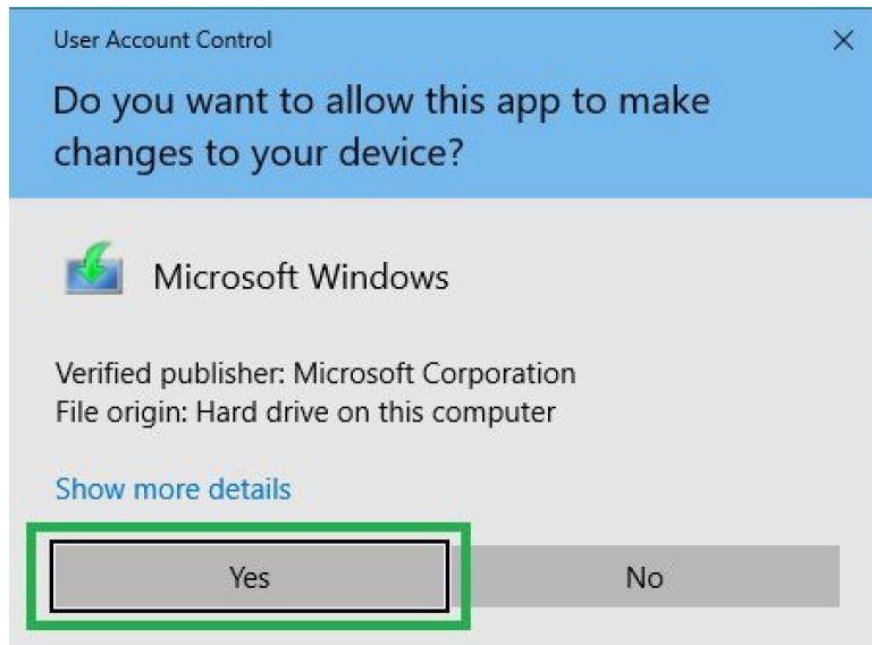 User Account Control
Do you want to allow this app to make
changes to your device?
Microsoft Windows
Verified publisher: Microsoft Corporation
File origin: Hard drive on this computer
Show more details
Yes No